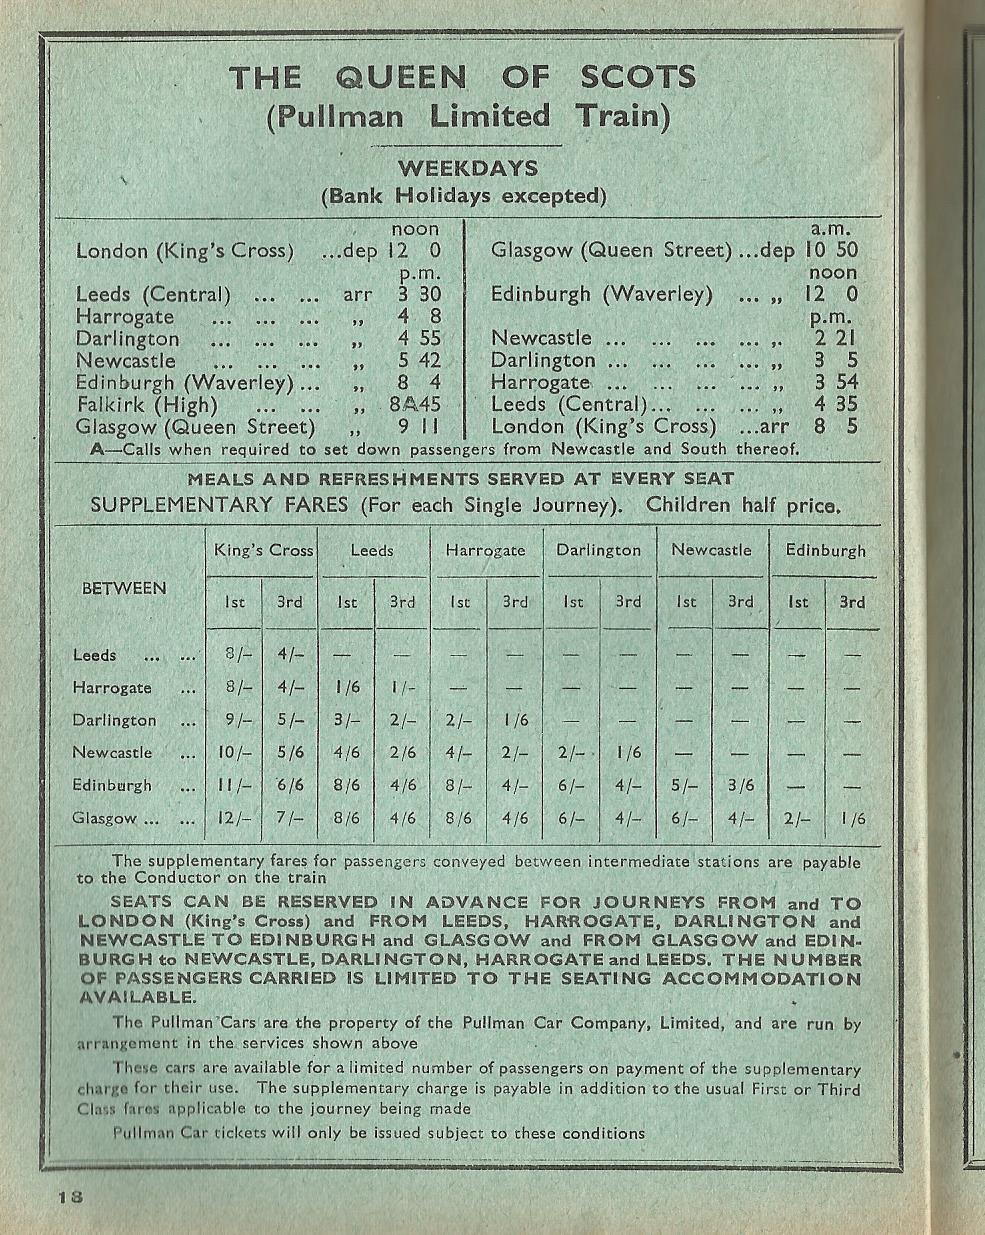 THE QUEEN OF SCOTS
(Pullman Limited Train)
WEEKDAYS
(Bank Holidays excepted)
noon
London (King's Cross) ...dep 12 0
p.m.
Leeds (Central) ... ... arr 3 30
Harrogate ... ... ... „ 4 8
Darlington ... ... ... „ 4 55
Newcastle ... ... ... „ 5 42
Edinburgh (Waverley) ... „ 8 4
Falkirk (High) ... ... „ 8A45
Glasgow (Queen Street) „ 9 11
a.m.
Glasgow (Queen Street) ...dep 10 50
noon
Edinburgh (Waverley) ... „ 12 0
p.m.
Newcastle ... ... ... ... „ 2 21
Darlington ... ... ... ... „ 3 5
Harrogate ... ... ... ... „ 3 54
Leeds (Central)... ... ... „ 4 35
London (King's Cross) ...arr 8 5
A—Calls when required to set down passengers from Newcastle and South thereof.
MEALS AND REFRESHMENTS SERVED AT EVERY SEAT
SUPPLEMENTARY FARES (For each Single Journey). Children half price.
BETWEEN King's Cross Leeds Harrogate Darlington Newcastle Edinburgh
1st 3rd 1st 3rd 1st 3rd 1st 3rd 1st 3rd 1st 3rd
Leeds ... ... 8/– 4/– — — — — — — — — — —
Harrogate ... 8/– 4/– 1/6 1/– — — — — — — — —
Darlington ... 9/– 5/– 3/– 2/– 2/– 1/6 — — — — — —
Newcastle ... 10/– 5/6 4/6 2/6 4/– 2/– 2/– 1/6 — — — —
Edinburgh ... 11/– 6/6 8/6 4/6 8/– 4/– 6/– 4/– 5/– 3/6 — —
Glasgow ... ... 12/– 7/– 8/6 4/6 8/6 4/6 6/– 4/– 6/– 4/– 2/– 1/6
The supplementary fares for passengers conveyed between intermediate stations are payable
to the Conductor on the train
SEATS CAN BE RESERVED IN ADVANCE FOR JOURNEYS FROM and TO
LONDON (King's Cross) and FROM LEEDS, HARROGATE, DARLINGTON and
NEWCASTLE TO EDINBURGH and GLASGOW and FROM GLASGOW and EDIN-
BURGH to NEWCASTLE, DARLINGTON, HARROGATE and LEEDS. THE NUMBER
OF PASSENGERS CARRIED IS LIMITED TO THE SEATING ACCOMMODATION
AVAILABLE.
The Pullman Cars are the property of the Pullman Car Company, Limited, and are run by
arrangement in the services shown above
These cars are available for a limited number of passengers on payment of the supplementary
charge for their use. The supplementary charge is payable in addition to the usual First or Third
Class fares applicable to the journey being made
Pullman Car tickets will only be issued subject to these conditions
18